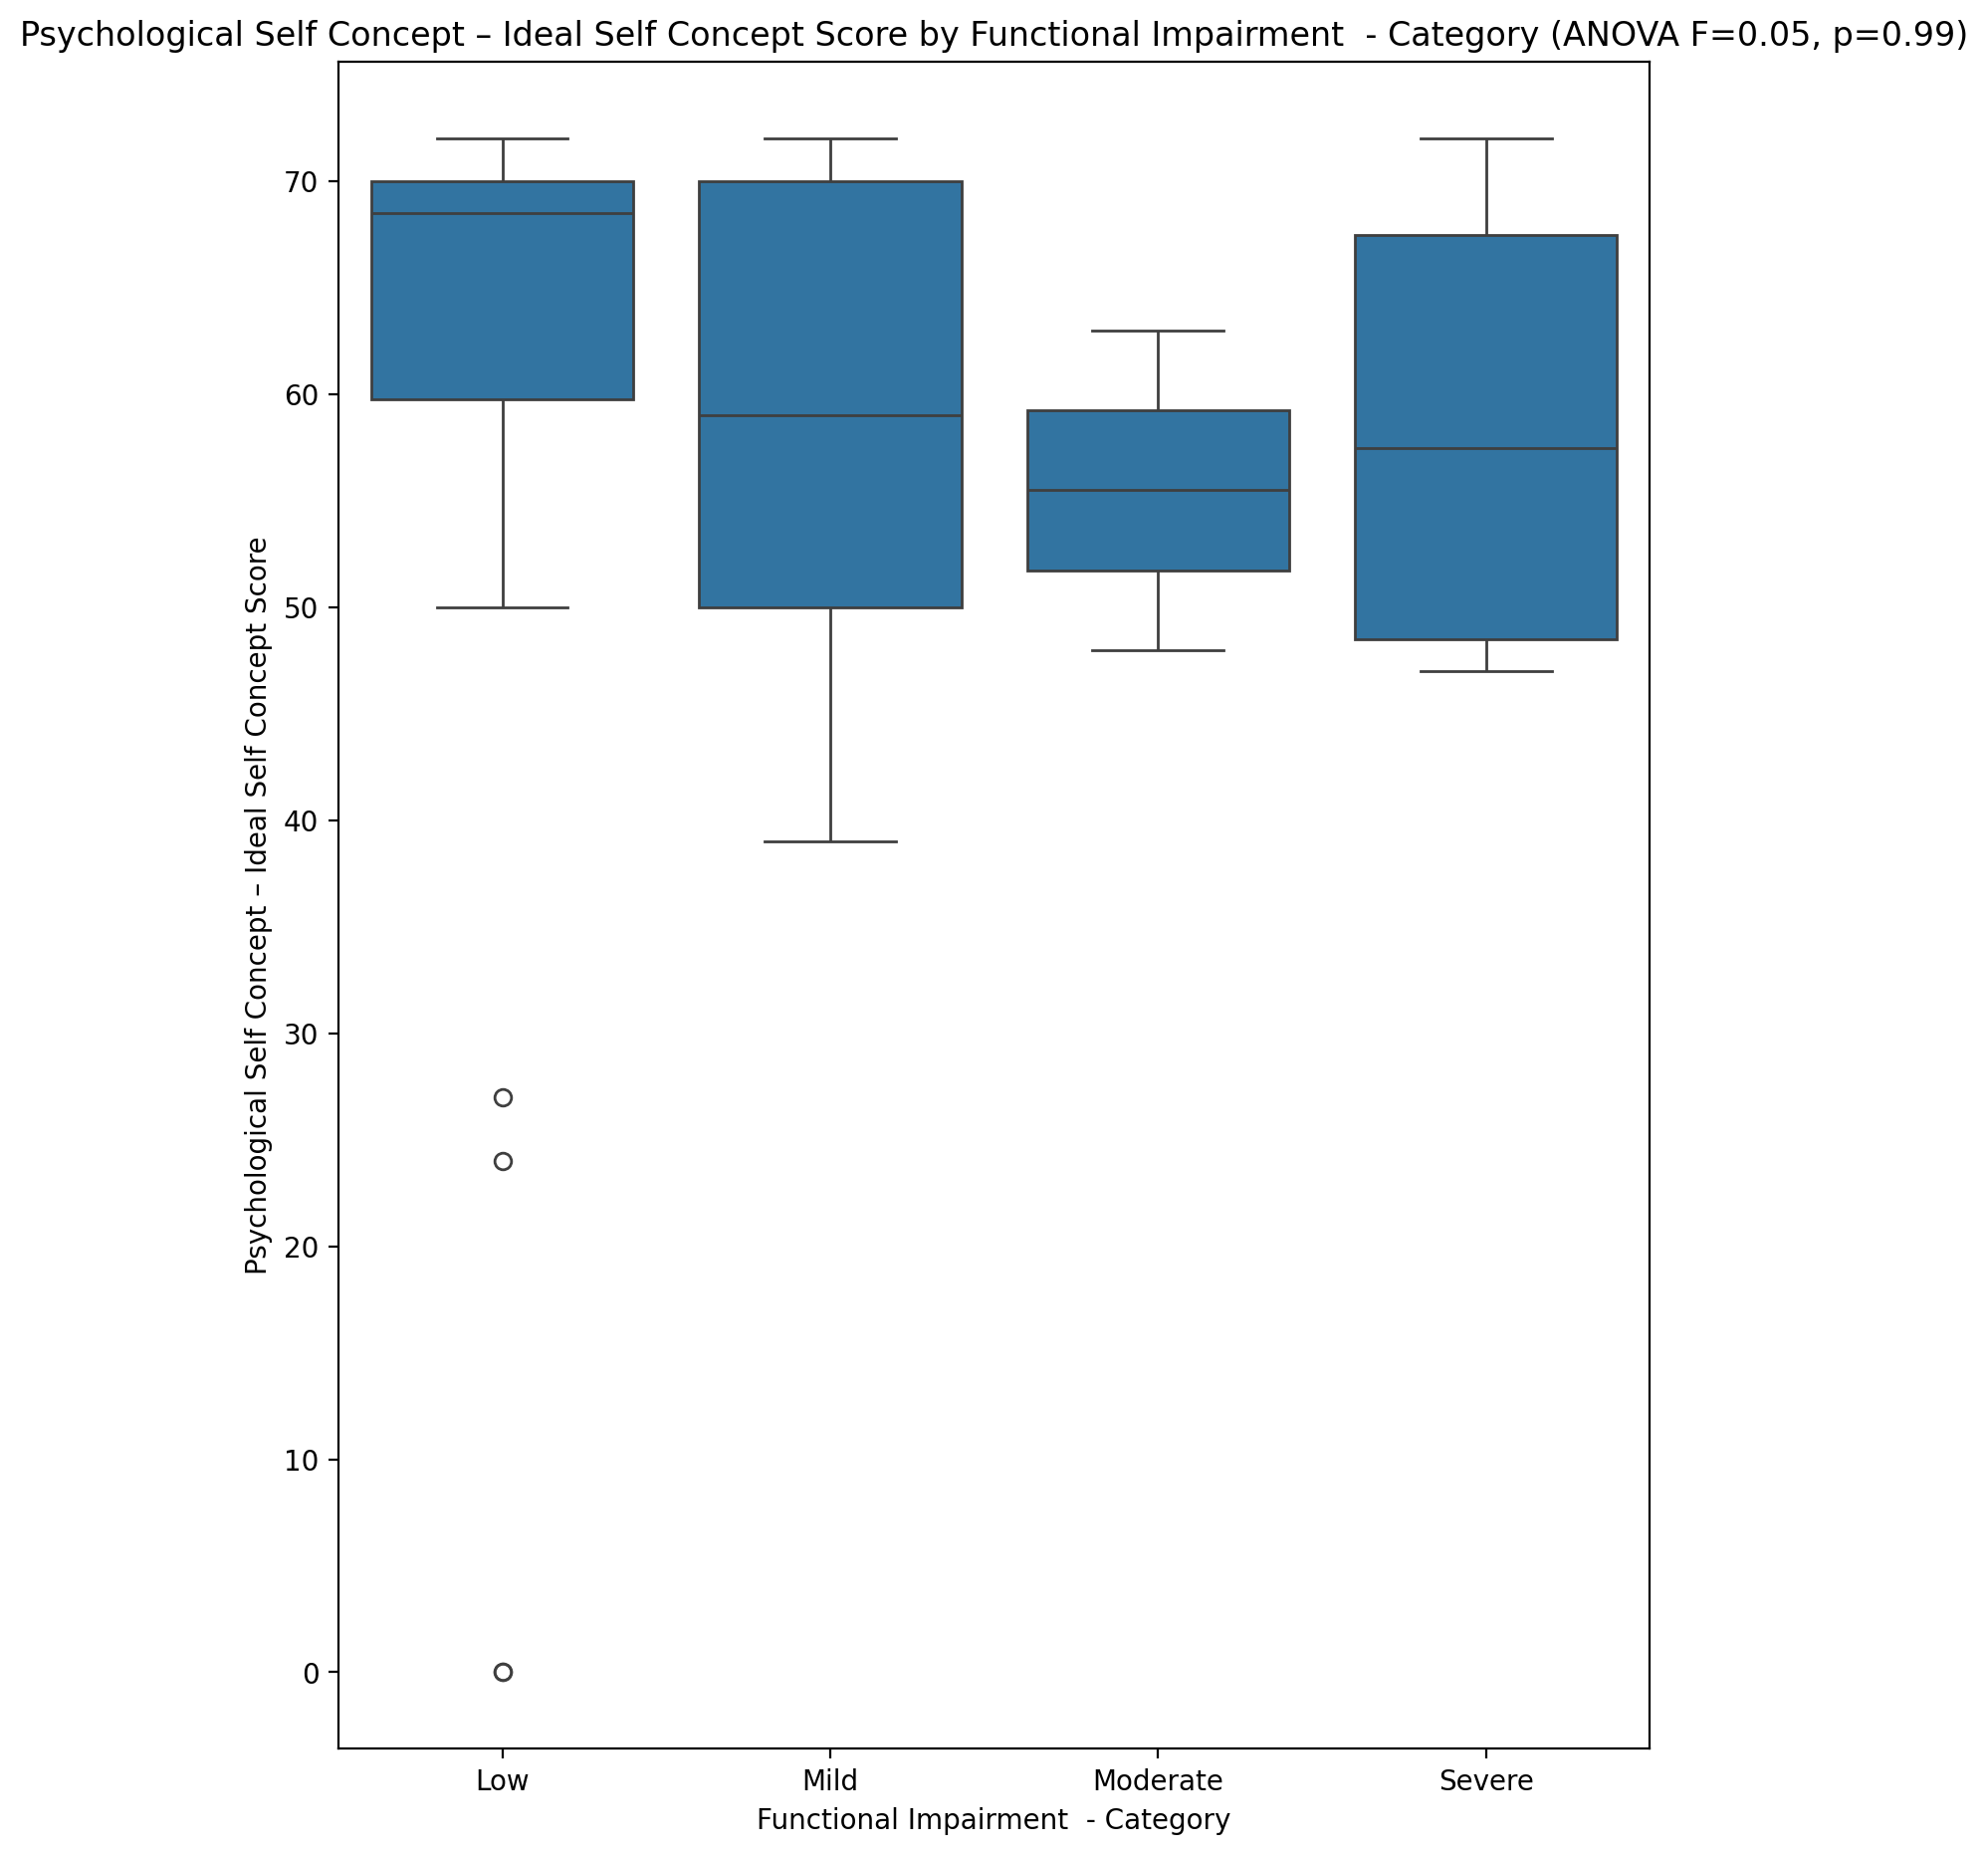 Psychological Self Concept – Ideal Self Concept Score by Functional Impairment  - Category (ANOVA F=0.05, p=0.99)
Psychological Self Concept – Ideal Self Concept Score
70
60
50
40
30
20
10
0
Low
Mild
Moderate
Severe
Functional Impairment  - Category